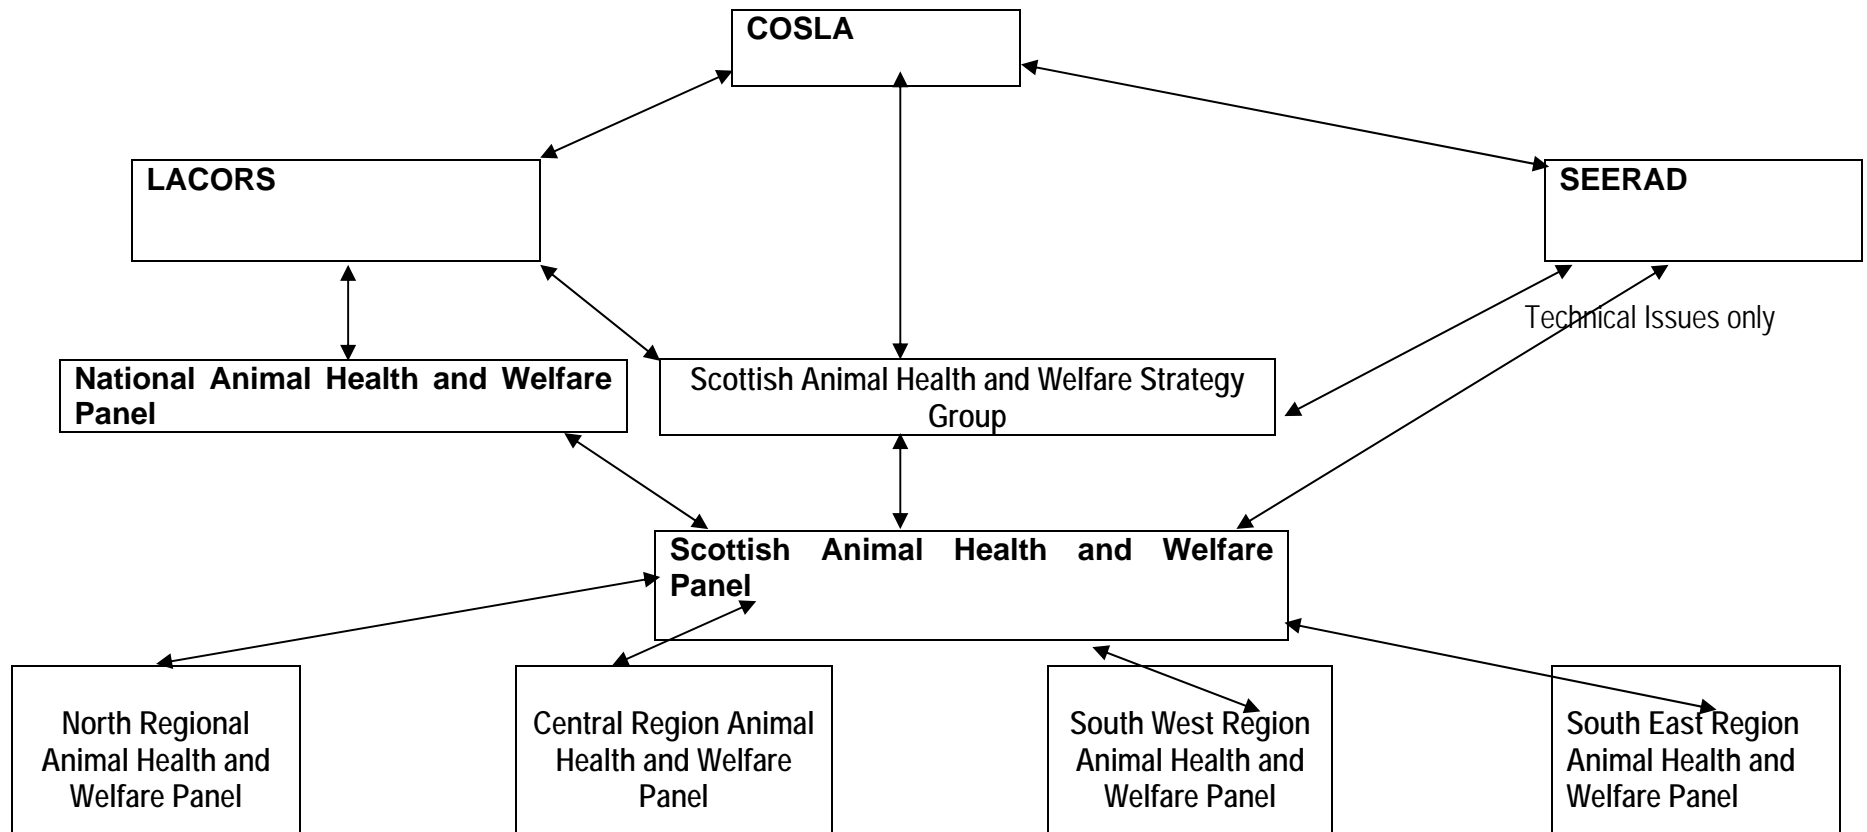 COSLA
LACORS
SEERAD
Technical Issues only
National Animal Health and Welfare
Panel
Scottish Animal Health and Welfare Strategy
Group
Scottish Animal Health and Welfare
Panel
North Regional
Animal Health and
Welfare Panel
Central Region Animal
Health and Welfare
Panel
South West Region
Animal Health and
Welfare Panel
South East Region
Animal Health and
Welfare Panel